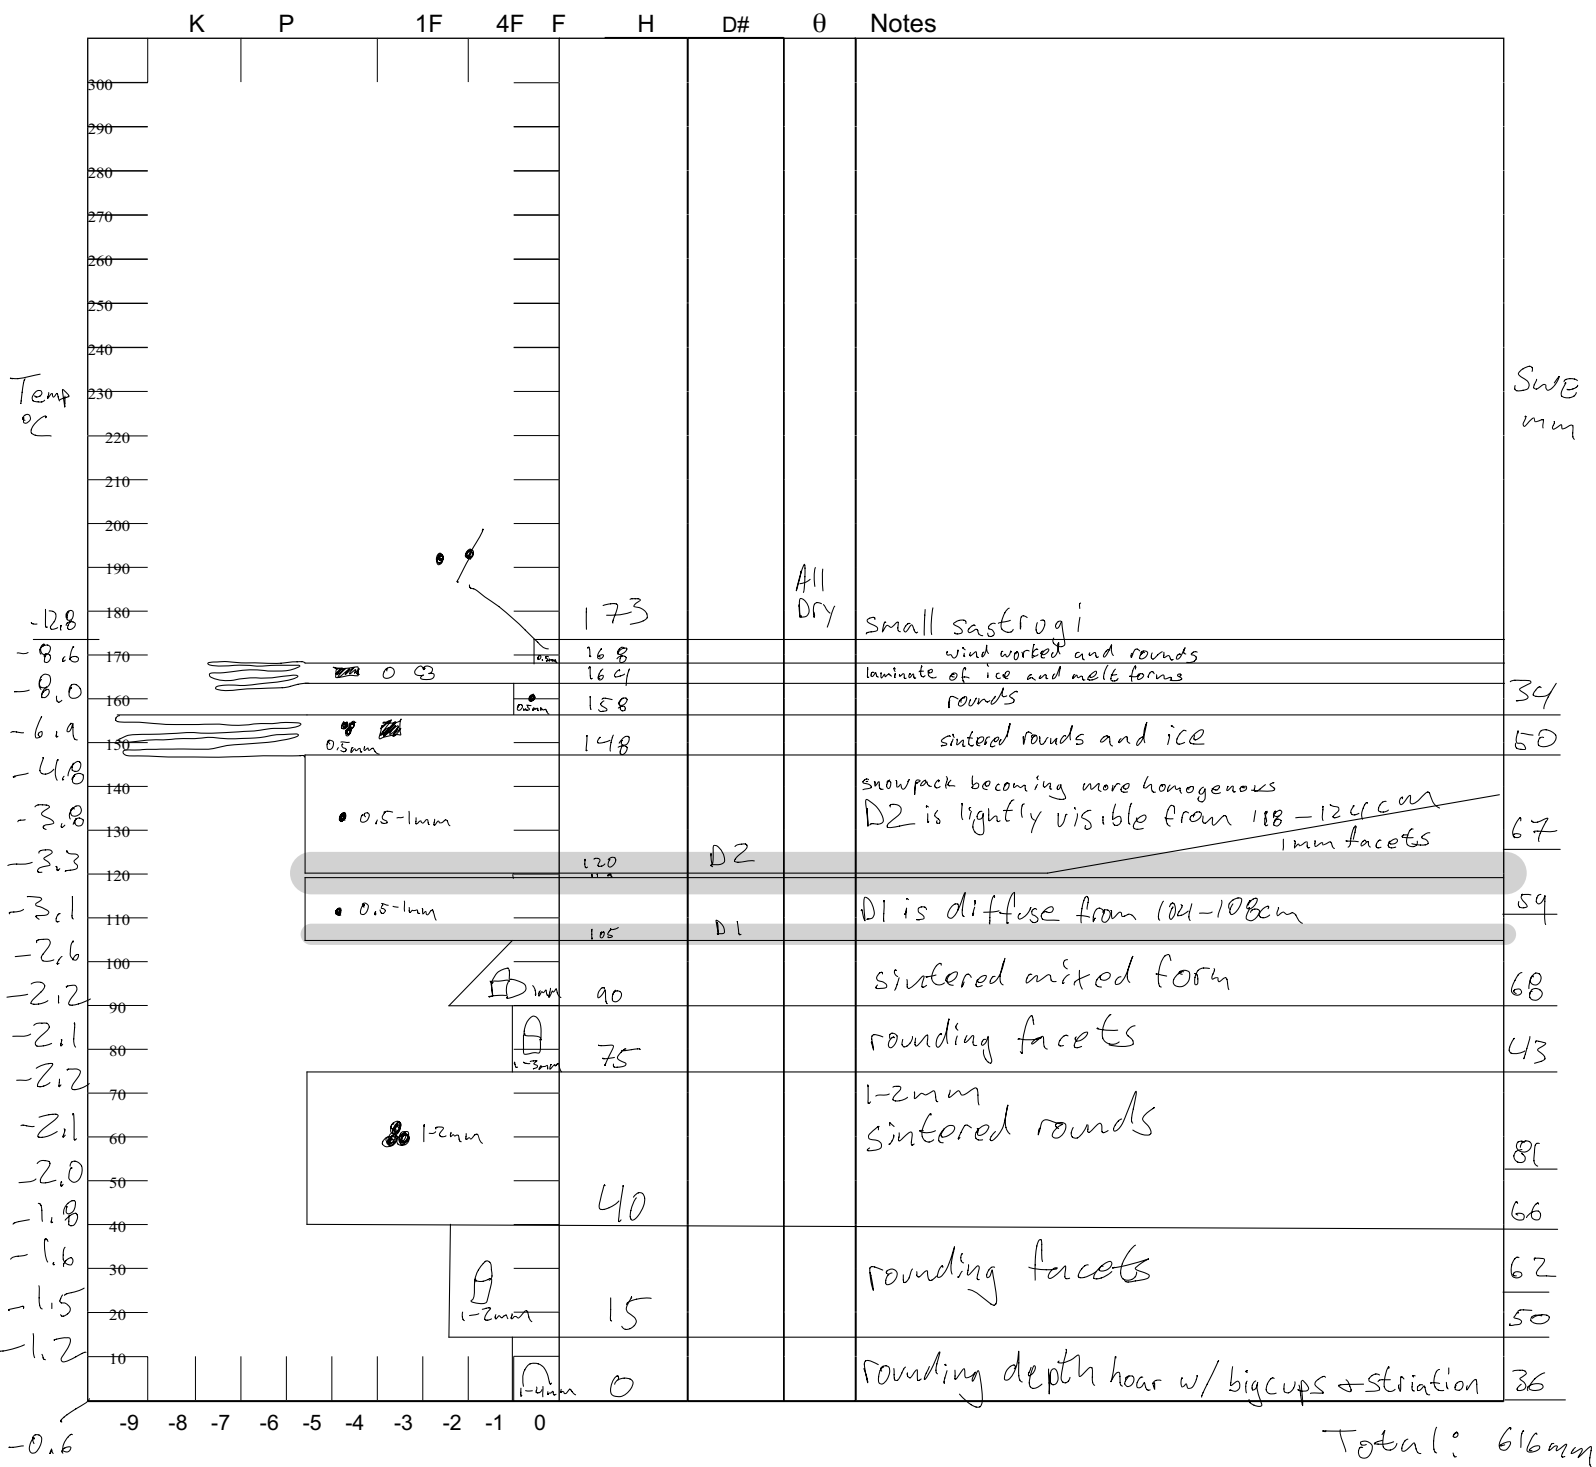 K P 1F 4F F H D# θ Notes
300
290
280
270
260
250
240
Temp 230 SWE
°C mm
220
210
200
190
All
180 173 Dry
-12.8 small sastrogi
-8.6 170 0.5mm 168 wind worked and rounds
164 laminate of ice and melt forms
-8.0 160 0.5mm 158 rounds 34
-6.9 150 0.5mm 148 sintered rounds and ice 50
-4.8 140 snowpack becoming more homogenous
-3.8 130 0.5-1mm D2 is lightly visible from 118-124cm 67
1mm facets
-3.3 120 120 D2
119
-3.1 110 0.5-1mm D1 is diffuse from 104-108cm 59
105 D1
-2.6 100 sintered mixed form
-2.2 90 1mm 90 68
-2.1 80 1-3mm 75 rounding facets 43
-2.2 70 1-2mm
-2.1 60 1-2mm sintered rounds
-2.0 50 81
-1.8 40 40 66
-1.6 30 rounding facets 62
-1.5 20 1-2mm 15 50
-1.2 10 1-4mm 0 rounding depth hoar w/ big cups + striation 36
-9 -8 -7 -6 -5 -4 -3 -2 -1 0
-0.6 Total: 616mm